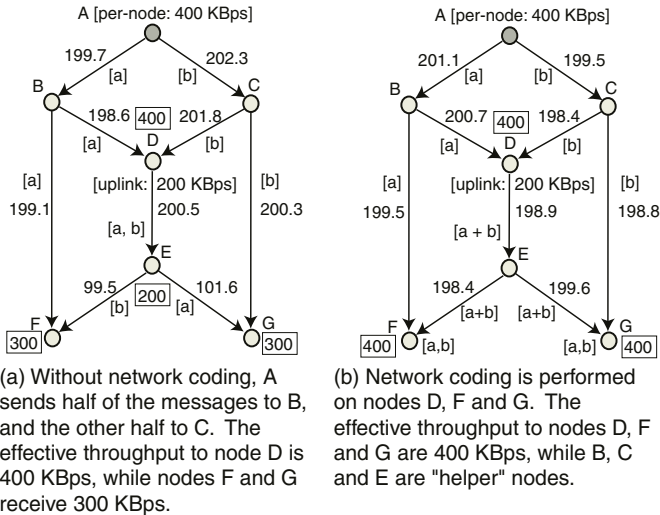 A [per-node: 400 KBps]
199.7
202.3
[a]
[b]
B
C
198.6
400
201.8
[a]
D
[b]
[a]
[uplink: 200 KBps]
[b]
199.1
200.5
200.3
[a, b]
E
99.5
101.6
[b]
200
[a]
F
G
300
300
(a) Without network coding, A
sends half of the messages to B,
and the other half to C. The
effective throughput to node D is
400 KBps, while nodes F and G
receive 300 KBps.
A [per-node: 400 KBps]
201.1
199.5
[a]
[b]
B
C
200.7
400
198.4
[a]
D
[b]
[a]
[uplink: 200 KBps]
[b]
199.5
198.9
198.8
[a + b]
E
198.4
199.6
[a+b]
[a+b]
F
G
400
[a,b]
[a,b]
400
(b) Network coding is performed
on nodes D, F and G. The
effective throughput to nodes D, F
and G are 400 KBps, while B, C
and E are "helper" nodes.